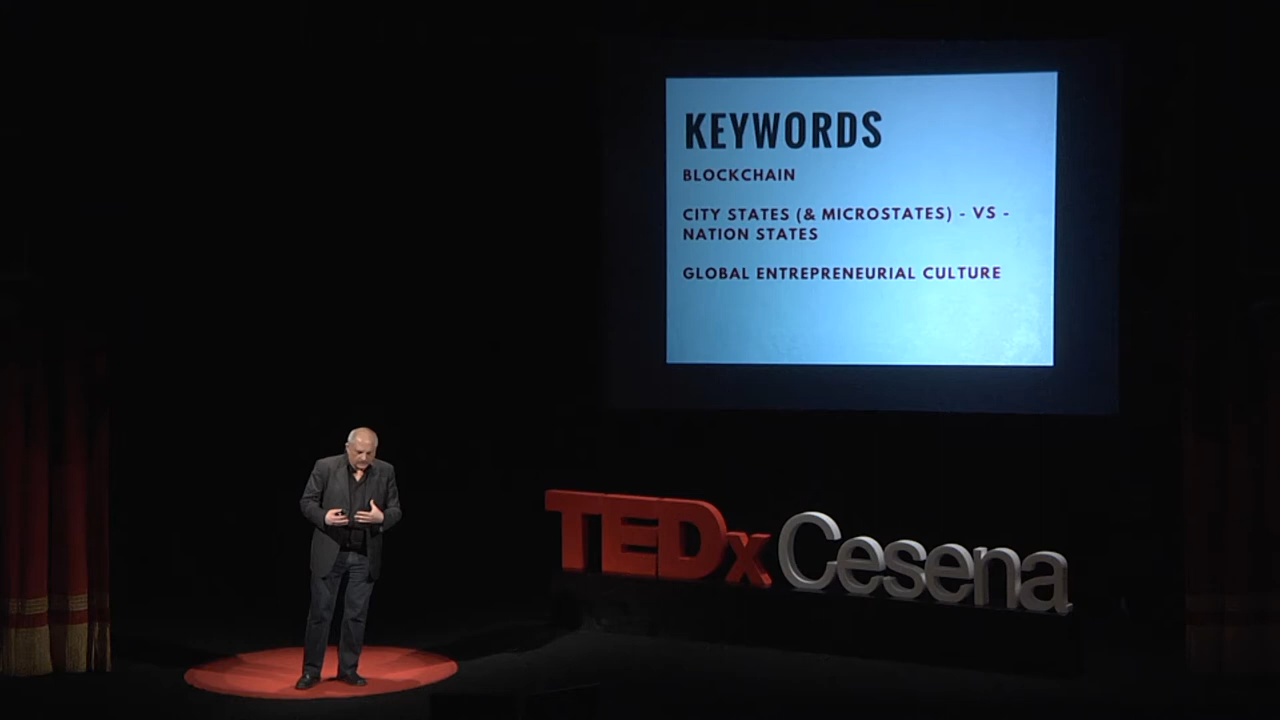 KEYWORDS
BLOCKCHAIN
CITY STATES (& MICROSTATES) - VS -
NATION STATES
GLOBAL ENTREPRENEURIAL CULTURE
TEDx Cesena